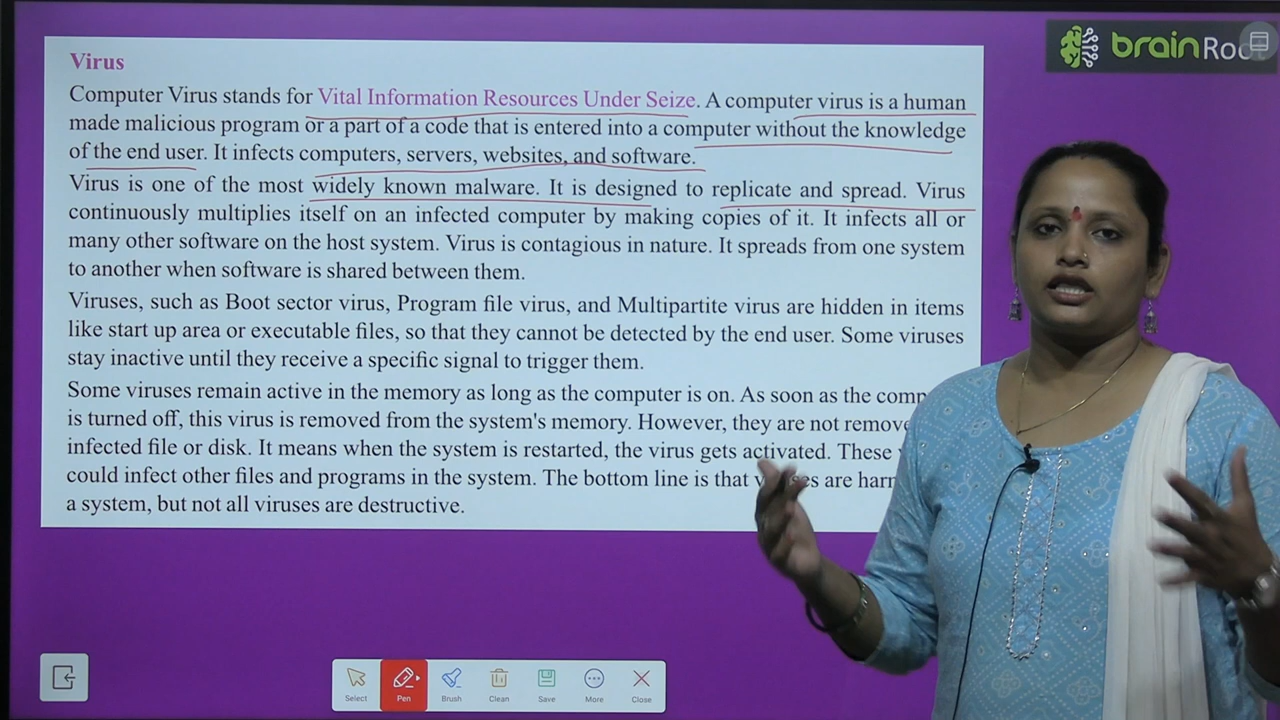 brainRoo
Virus
Computer Virus stands for Vital Information Resources Under Seize. A computer virus is a human
made malicious program or a part of a code that is entered into a computer without the knowledge
of the end user. It infects computers, servers, websites, and software.
Virus is one of the most widely known malware. It is designed to replicate and spread. Virus
continuously multiplies itself on an infected computer by making copies of it. It infects all or
many other software on the host system. Virus is contagious in nature. It spreads from one system
to another when software is shared between them.
Viruses, such as Boot sector virus, Program file virus, and Multipartite virus are hidden in items
like start up area or executable files, so that they cannot be detected by the end user. Some viruses
stay inactive until they receive a specific signal to trigger them.
Some viruses remain active in the memory as long as the computer is on. As soon as the comp
is turned off, this virus is removed from the system's memory. However, they are not remove
infected file or disk. It means when the system is restarted, the virus gets activated. These
could infect other files and programs in the system. The bottom line is that are har
a system, but not all viruses are destructive.
Select Pen Brush Clean Save More Close